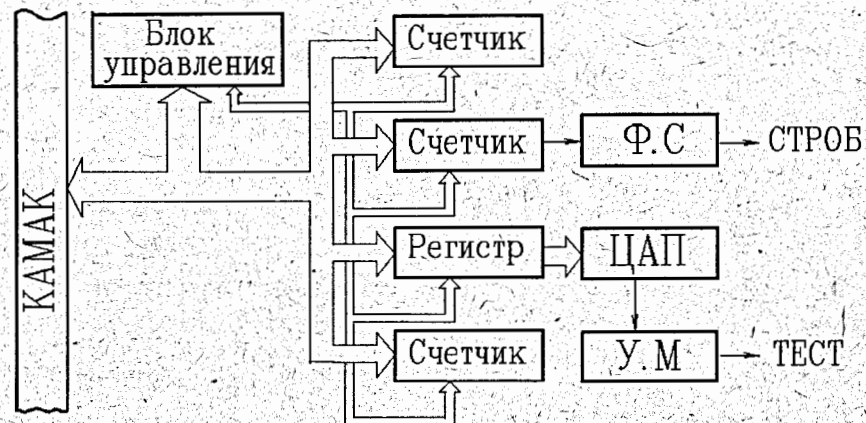 Блок
управления
Счетчик
Счетчик
Ф.С
СТРОБ
КАМАК
Регистр
ЦАП
Счетчик
У.М
ТЕСТ